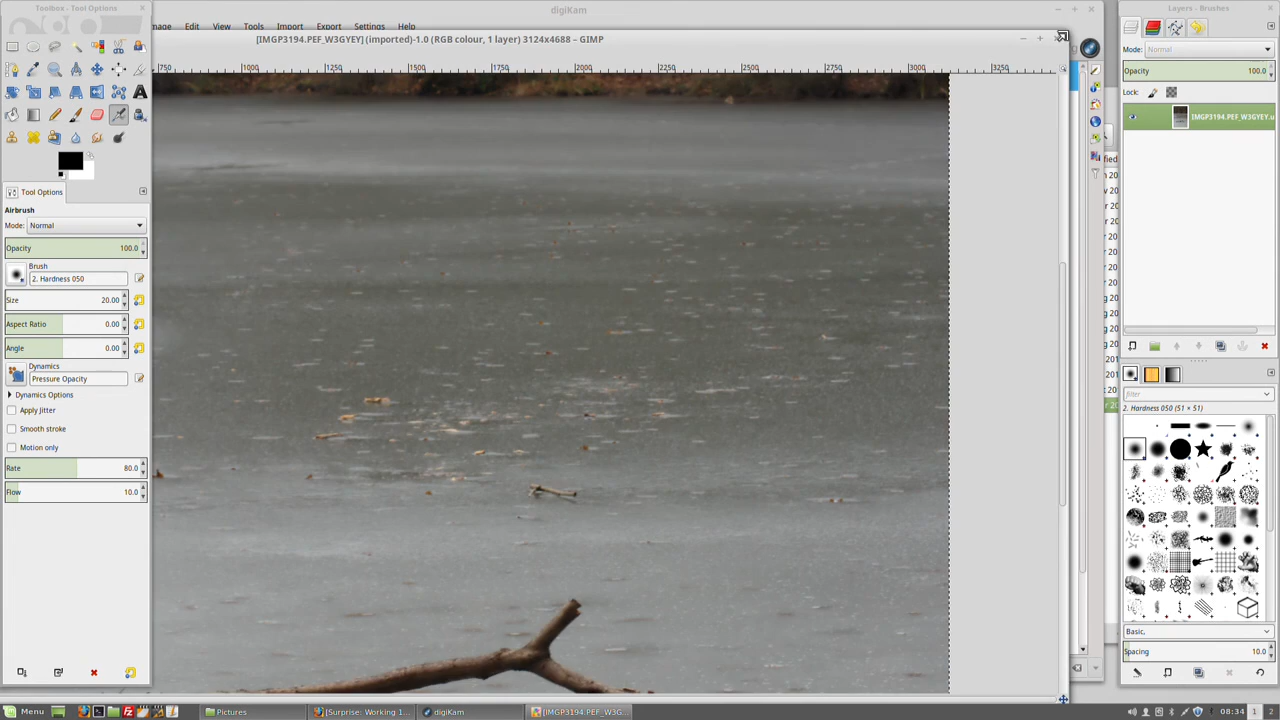 Toolbox - Tool Options
digiKam
Layers - Brushes
mage Edit View Tools Import Export Settings Help
[IMGP3194.PEF_W3GYEY] (imported)-1.0 (RGB colour, 1 layer) 3124x4688 – GIMP
750 1000 1250 1500 1750 2000 2250 2500 2750 3000 3250
Tool Options
Airbrush
Mode: Normal
Opacity 100.0
Brush
2. Hardness 050
Size 20.00
Aspect Ratio 0.00
Angle 0.00
Dynamics
Pressure Opacity
Dynamics Options
Apply Jitter
Smooth stroke
Motion only
Rate 80.0
Flow 10.0
Mode: Normal
Opacity 100.0
Lock:
IMGP3194.PEF_W3GYEY.u
filter
2. Hardness 050 (51 × 51)
Basic,
Spacing 10.0
Menu
Pictures
[Surprise: Working 1...
digiKam
[IMGP3194.PEF_W3G...
08:34
1
2